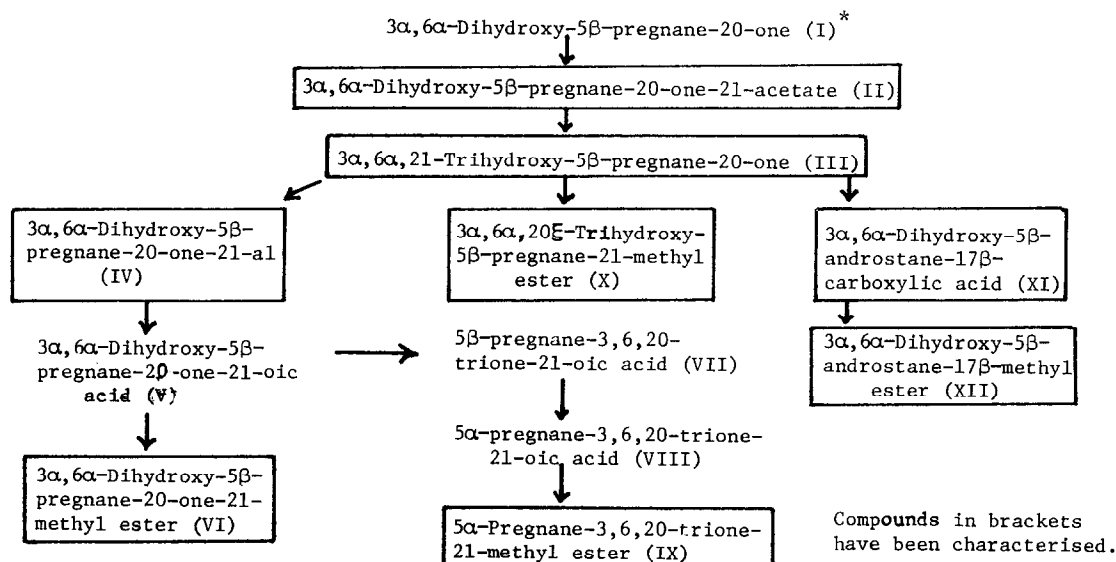 3α,6α-Dihydroxy-5β-pregnane-20-one (I)*
3α,6α-Dihydroxy-5β-pregnane-20-one-21-acetate (II)
3α,6α,21-Trihydroxy-5β-pregnane-20-one (III)
3α,6α-Dihydroxy-5β-
pregnane-20-one-21-al
(IV)
3α,6α,20ξ-Trihydroxy-
5β-pregnane-21-methyl
ester (X)
3α,6α-Dihydroxy-5β-
androstane-17β-
carboxylic acid (XI)
3α,6α-Dihydroxy-5β-
pregnane-20-one-21-oic
acid (V)
5β-pregnane-3,6,20-
trione-21-oic acid (VII)
3α,6α-Dihydroxy-5β-
androstane-17β-methyl
ester (XII)
5α-pregnane-3,6,20-trione-
21-oic acid (VIII)
3α,6α-Dihydroxy-5β-
pregnane-20-one-21-
methyl ester (VI)
5α-Pregnane-3,6,20-trione-
21-methyl ester (IX)
Compounds in brackets
have been characterised.